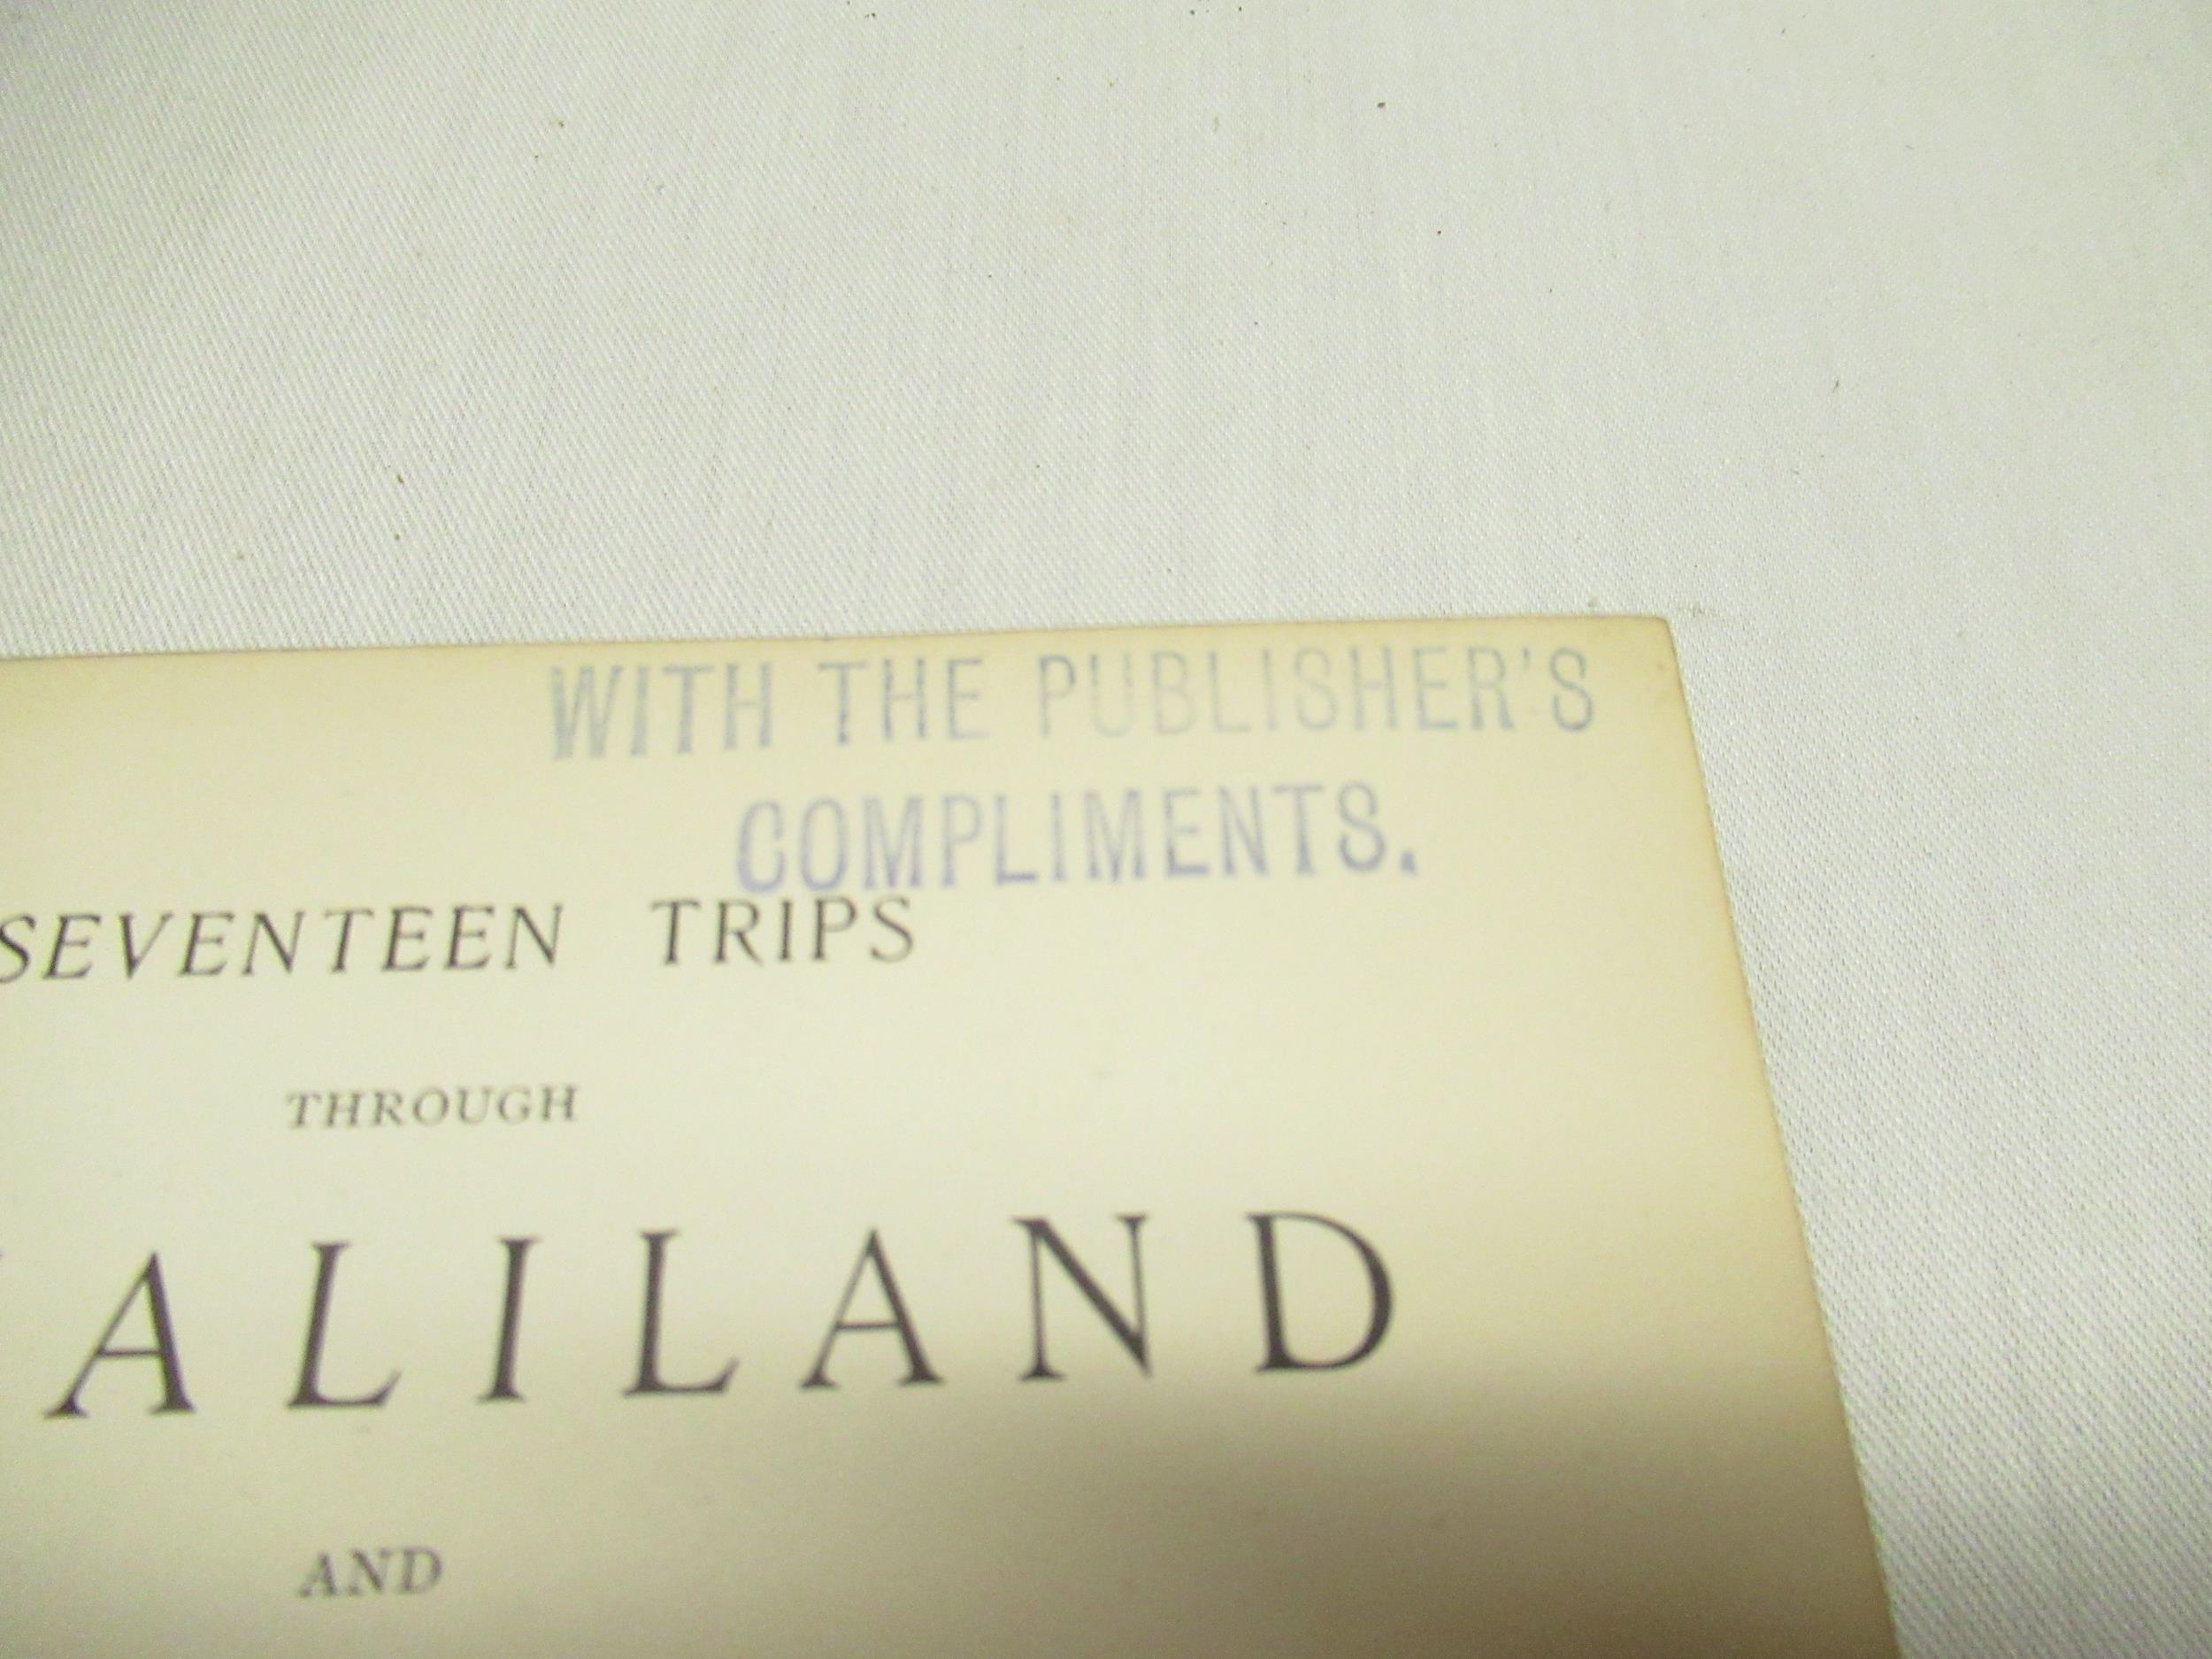 WITH THE PUBLISHER'S
COMPLIMENTS.
SEVENTEEN TRIPS
THROUGH
ALILAND
AND